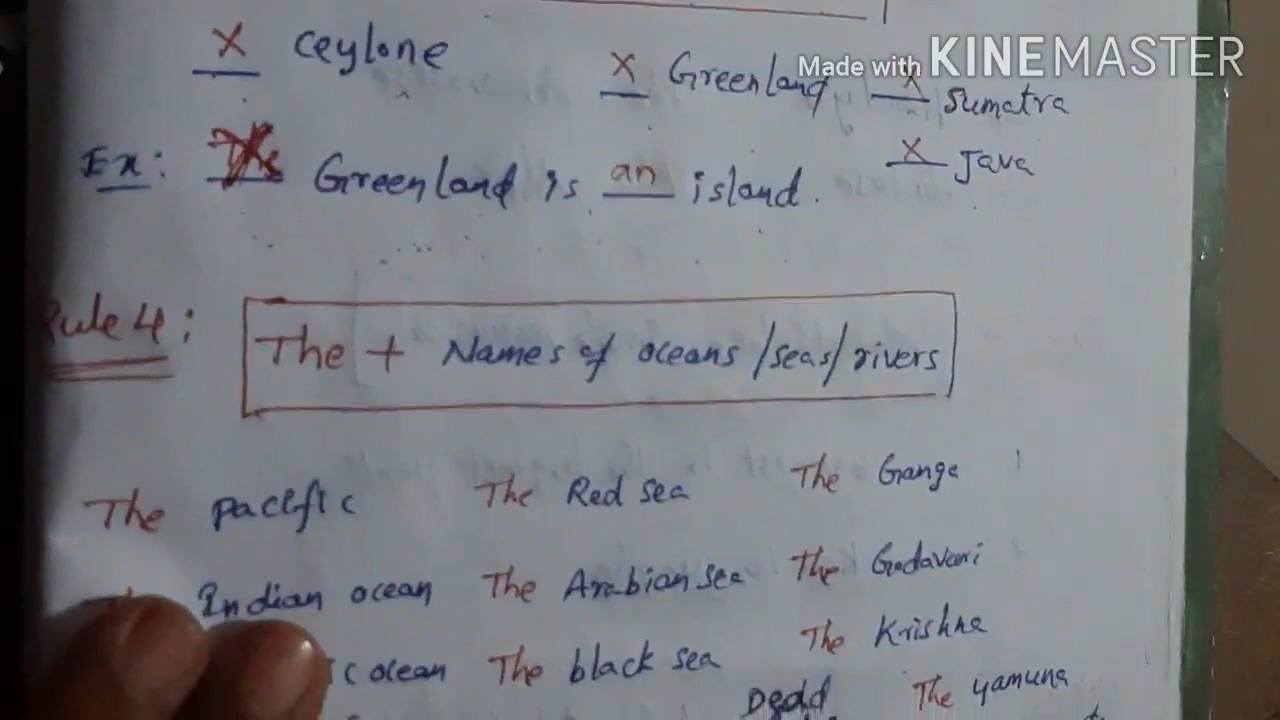 X Ceylone
X Greenland
Made with KINEMASTER
X Sumatra
X Java
Ex: Greenland is an island.
Rule 4:
The + Names of oceans/seas/rivers
The pacific The Red sea The Ganga
Indian ocean The Arabian sea The Godavari
ic ocean The black sea The Krishna
Dead The yamuna